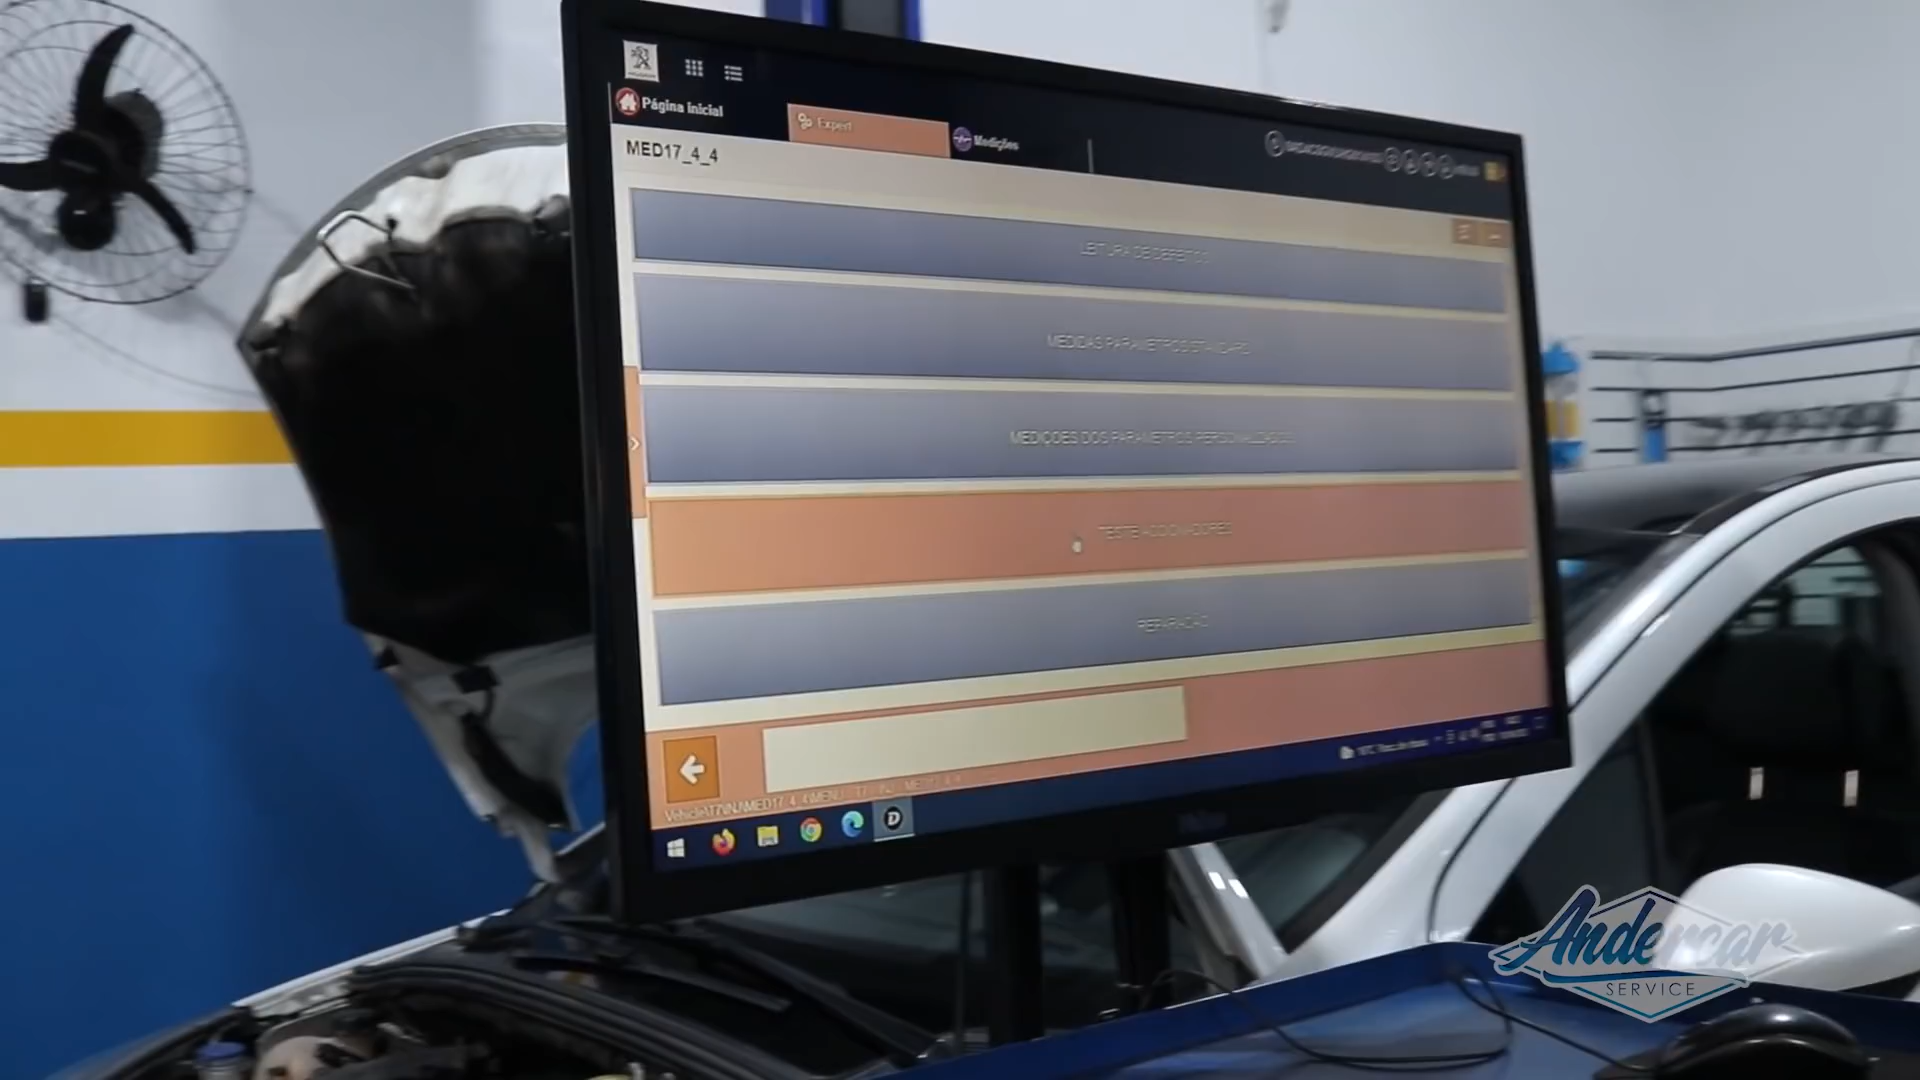 Página inicial
Expert
Medições
MED17_4_4
LEITURA DE DEFEITOS
MEDIDAS PARAMETROS STANDARD
MEDIÇOES DOS PARAMETROS PERSONALIZADOS
TESTE ACCIONADORES
REPARAÇÃO
Andercar
SERVICE